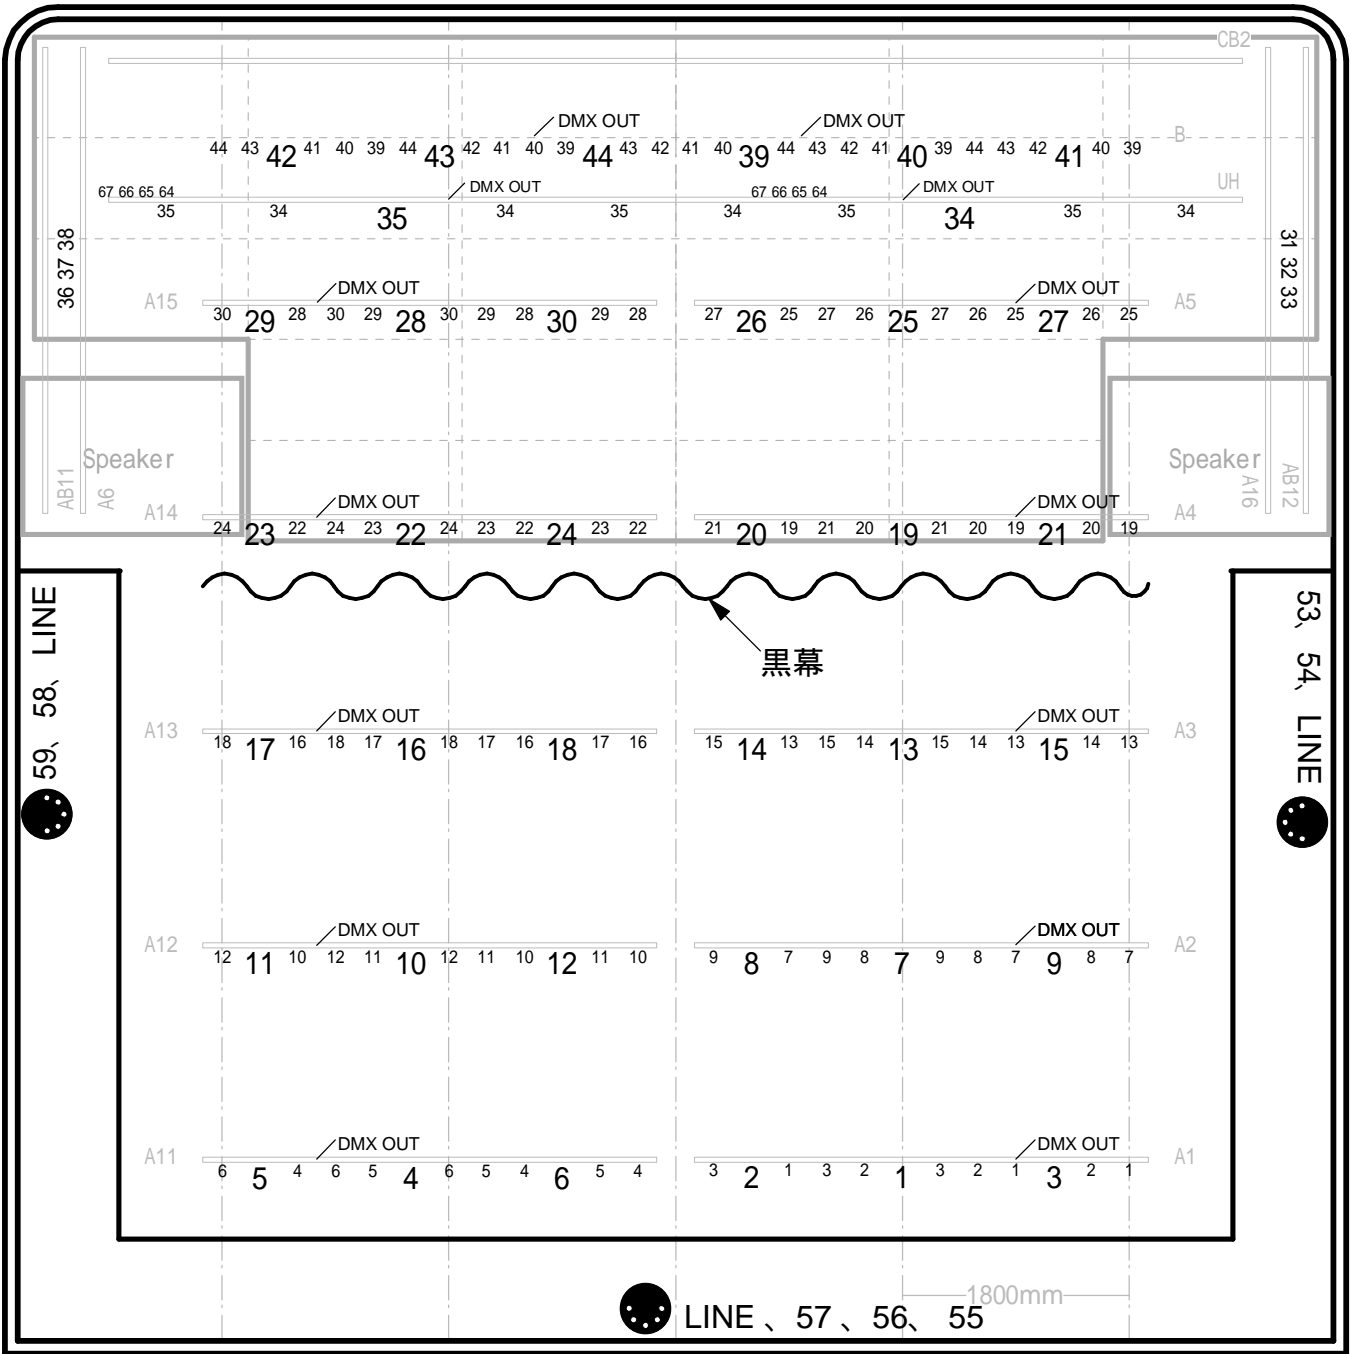 CB2
DMX OUT DMX OUT
B
44 43 42 41 40 39 44 43 42 41 40 39 44 43 42 41 40 39 44 43 42 41 40 39 44 43 42 41 40 39
UH
DMX OUT DMX OUT
67 66 65 64 67 66 65 64
35 34 35 34 35 34 35 34 35 34
36 37 38
31 32 33
A15 DMX OUT DMX OUT A5
30 29 28 30 29 28 30 29 28 30 29 28 27 26 25 27 26 25 27 26 25 27 26 25
Speaker Speaker
AB11
A6
A16
AB12
A14 DMX OUT DMX OUT A4
24 23 22 24 23 22 24 23 22 24 23 22 21 20 19 21 20 19 21 20 19 21 20 19
59、58、LINE
53、54、LINE
黒幕
A13 DMX OUT DMX OUT A3
18 17 16 18 17 16 18 17 16 18 17 16 15 14 13 15 14 13 15 14 13 15 14 13
A12 DMX OUT DMX OUT A2
12 11 10 12 11 10 12 11 10 12 11 10 9 8 7 9 8 7 9 8 7 9 8 7
A11 DMX OUT DMX OUT A1
6 5 4 6 5 4 6 5 4 6 5 4 3 2 1 3 2 1 3 2 1 3 2 1
1800mm
LINE、57、56、55